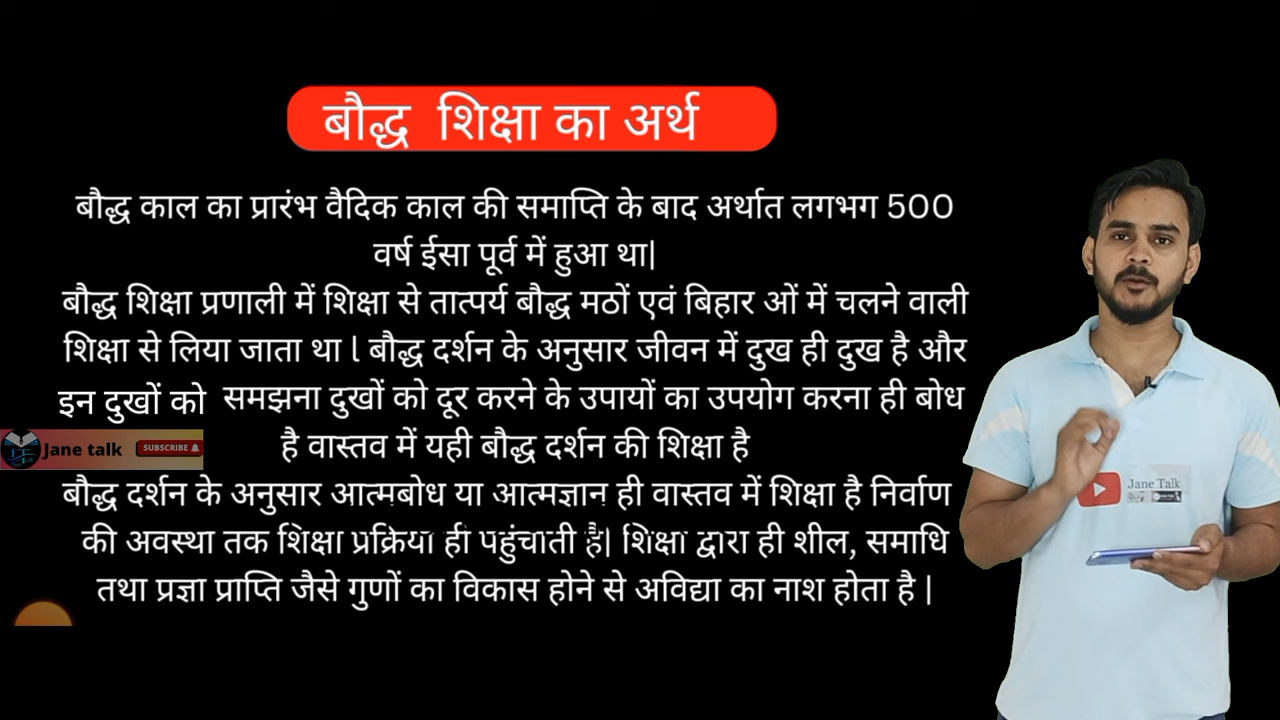 बौद्ध शिक्षा का अर्थ
बौद्ध काल का प्रारंभ वैदिक काल की समाप्ति के बाद अर्थात लगभग 500
वर्ष ईसा पूर्व में हुआ था|
बौद्ध शिक्षा प्रणाली में शिक्षा से तात्पर्य बौद्ध मठों एवं बिहार ओं में चलने वाली
शिक्षा से लिया जाता था l बौद्ध दर्शन के अनुसार जीवन में दुख ही दुख है और
इन दुखों को समझना दुखों को दूर करने के उपायों का उपयोग करना ही बोध
है वास्तव में यही बौद्ध दर्शन की शिक्षा है
Jane talk SUBSCRIBE
बौद्ध दर्शन के अनुसार आत्मबोध या आत्मज्ञान ही वास्तव में शिक्षा है निर्वाण
की अवस्था तक शिक्षा प्रक्रिया ही पहुंचाती है| शिक्षा द्वारा ही शील, समाधि
तथा प्रज्ञा प्राप्ति जैसे गुणों का विकास होने से अविद्या का नाश होता है |
Jane Talk